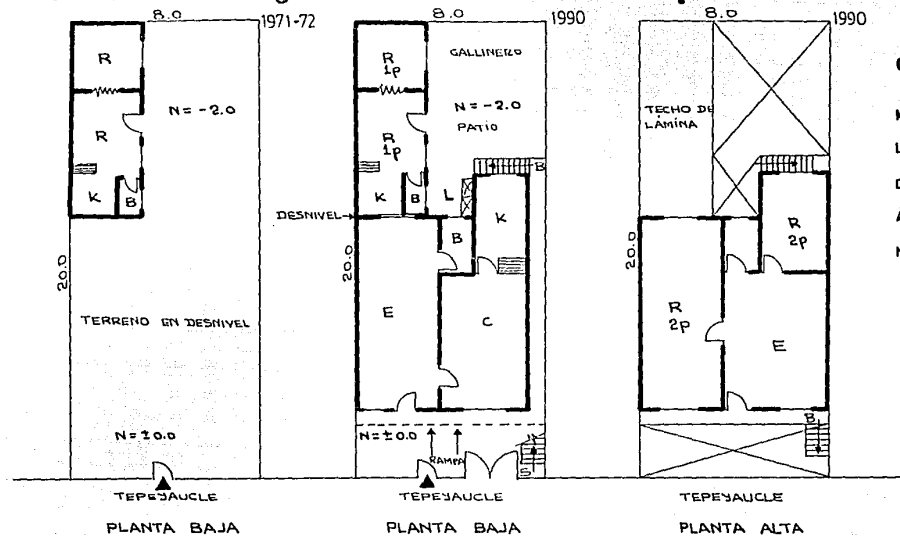 8.0
1971-72
R
R
N = -2.0
K
B
20.0
TERRENO EN DESNIVEL
N = ±0.0
TEPEYAUCLE
PLANTA BAJA
8.0
1990
R
1p
GALLINERO
N = -2.0
PATIO
R
1p
K
B
L
B
DESNIVEL
K
B
20.0
E
C
N = ±0.0
RAMPA
S
TEPEYAUCLE
PLANTA BAJA
8.0
1990
TECHO DE
LÁMINA
R
2p
20.0
R
2p
E
B
TEPEYAUCLE
PLANTA ALTA